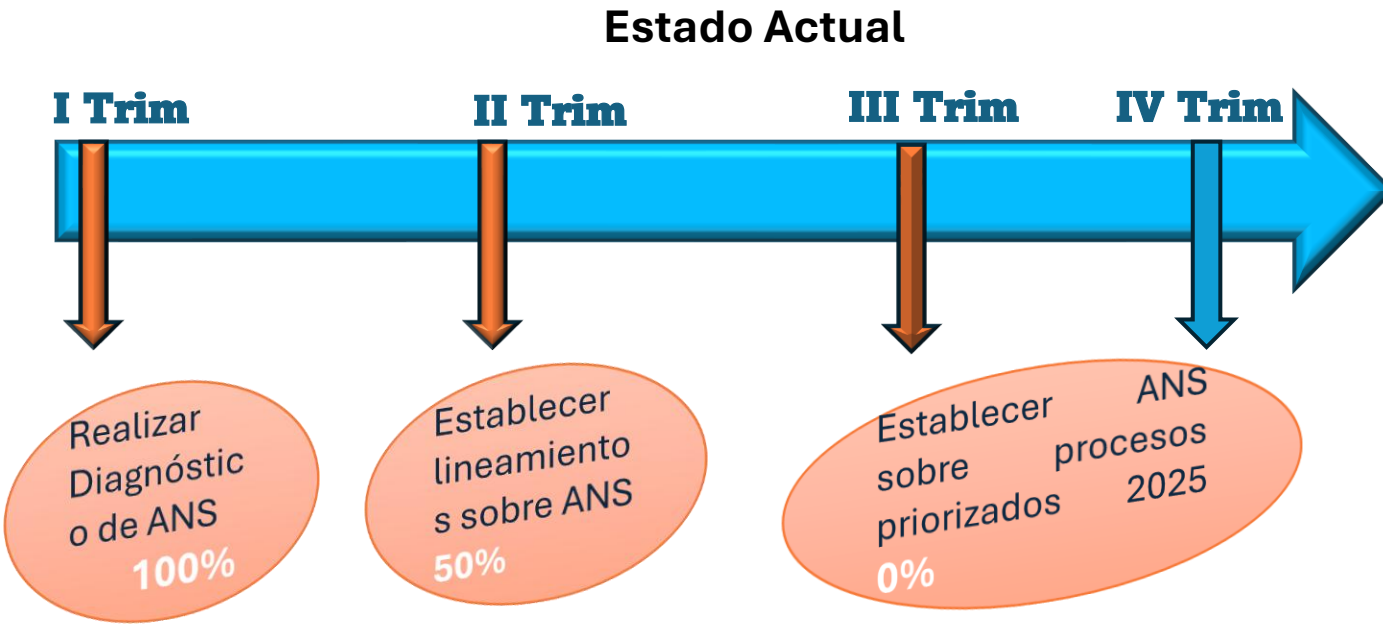 Estado Actual
I Trim
II Trim
III Trim
IV Trim
Realizar
Diagnóstic
o de ANS
100%
Establecer
lineamiento
s sobre ANS
50%
Establecer ANS
sobre procesos
priorizados 2025
0%